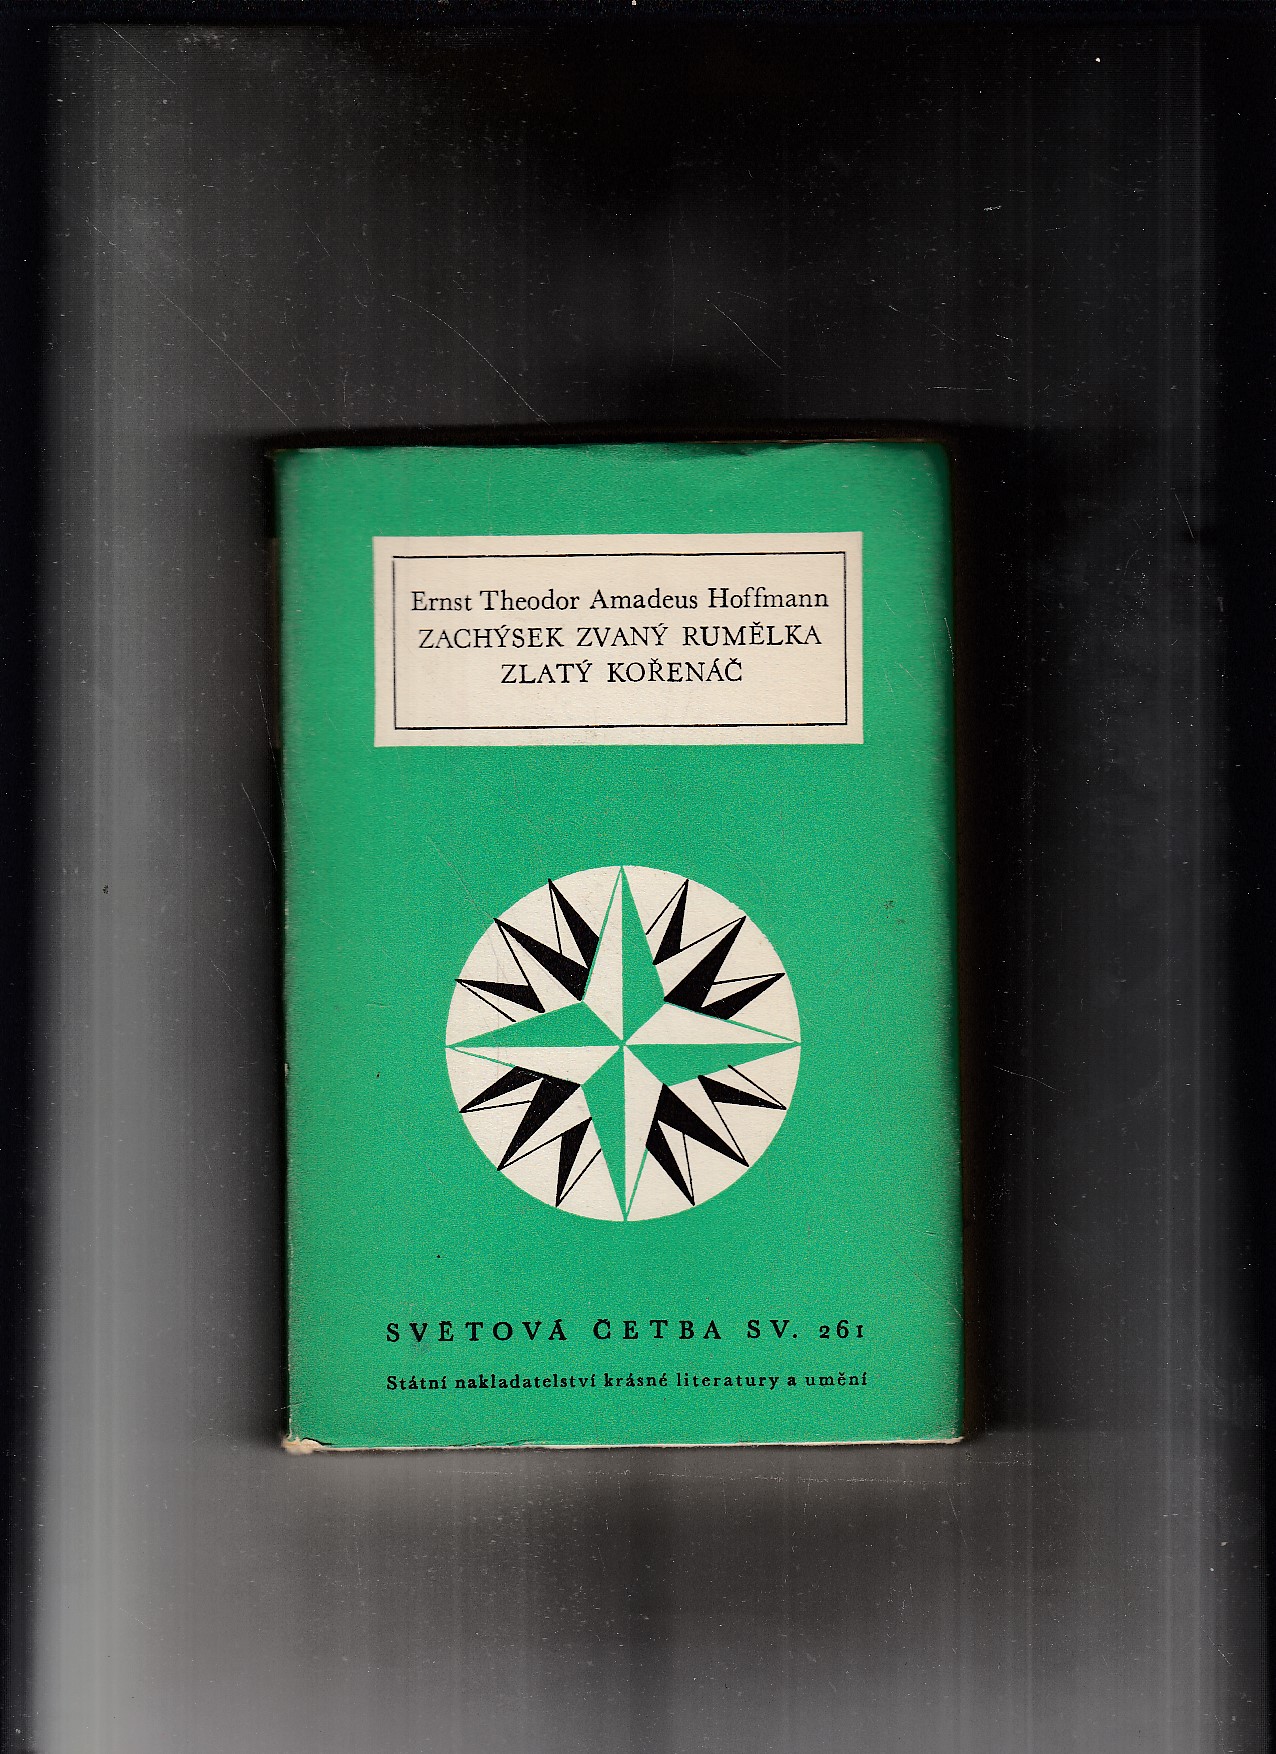 Ernst Theodor Amadeus Hoffmann
ZACHÝSEK ZVANÝ RUMĚLKA
ZLATÝ KOŘENÁČ
SVĚTOVÁ ČETBA SV. 261
Státní nakladatelství krásné literatury a umění